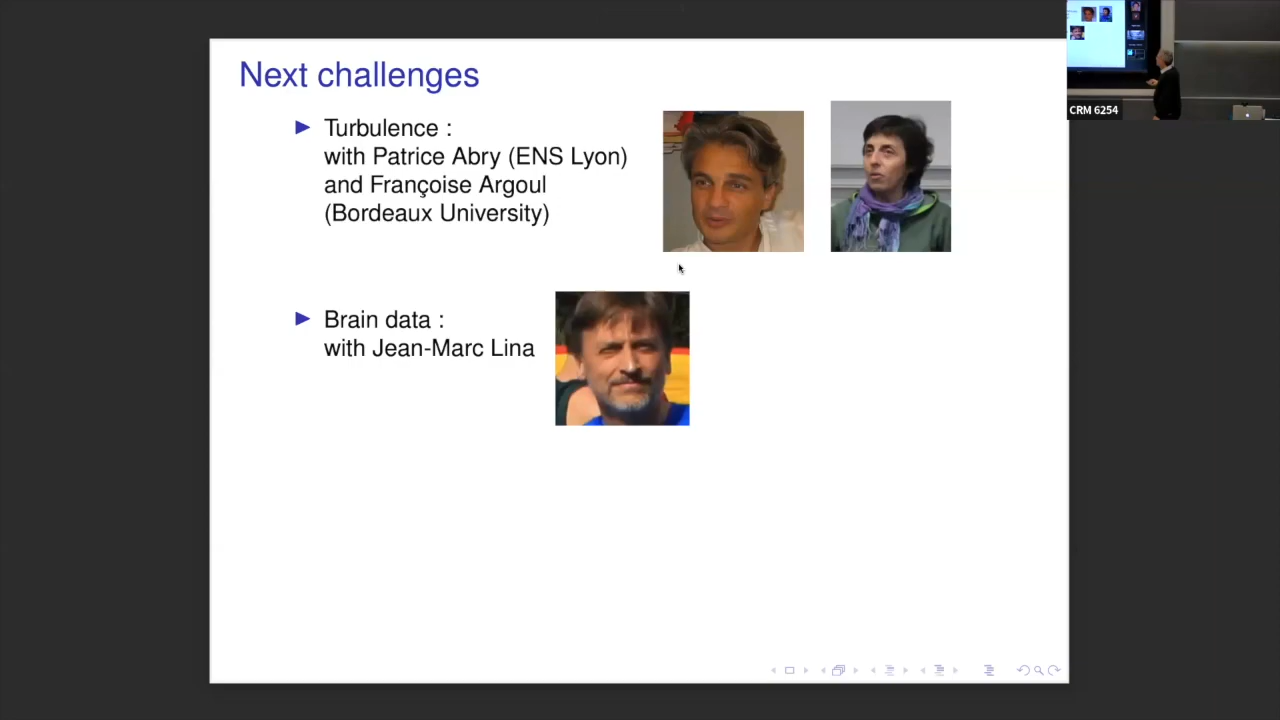 Next challenges
Turbulence :
with Patrice Abry (ENS Lyon)
and Françoise Argoul
(Bordeaux University)
Brain data :
with Jean-Marc Lina
CRM 6254